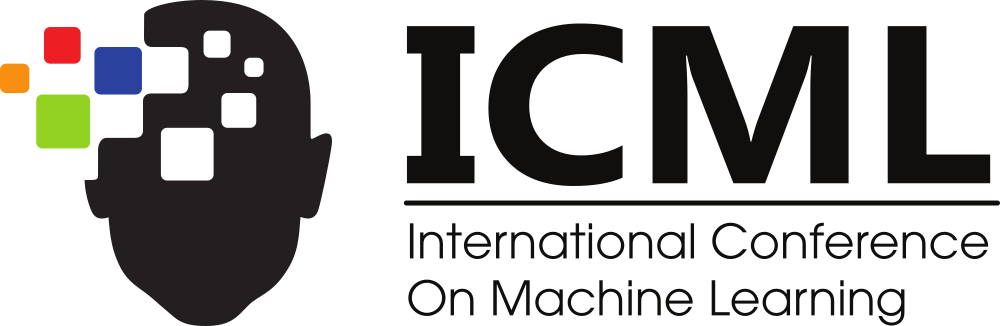 ICML
International Conference
On Machine Learning